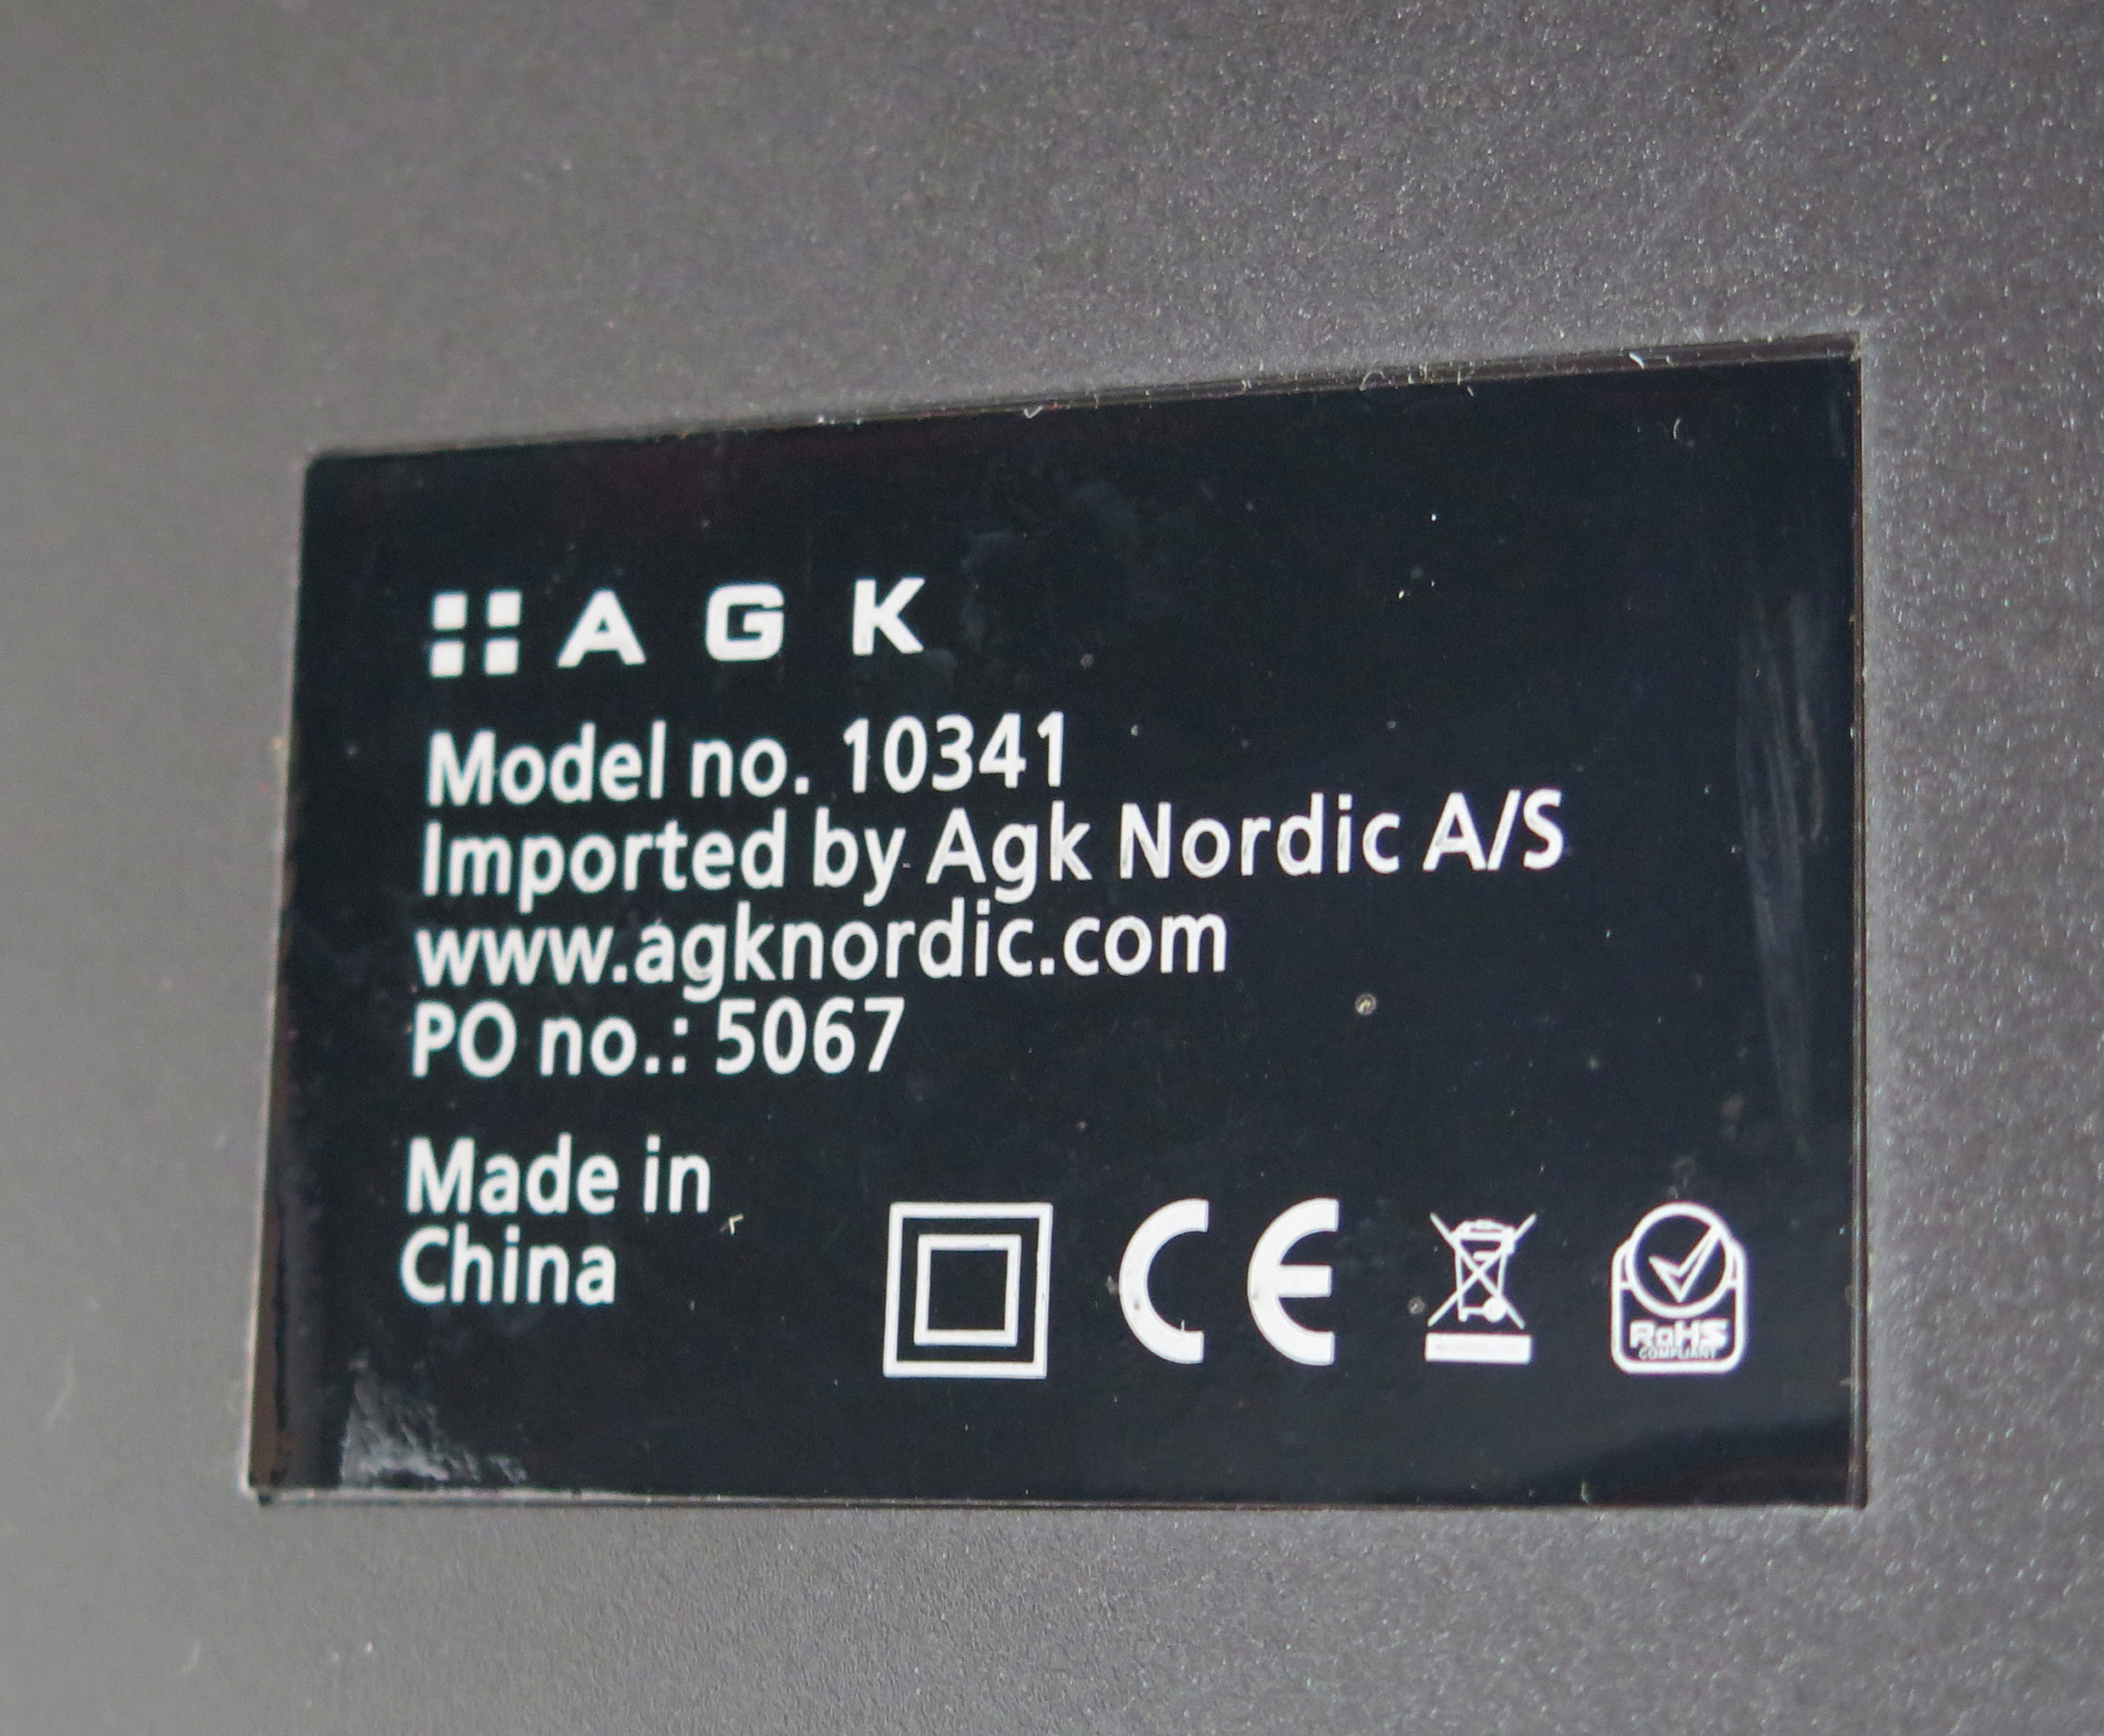 AGK
Model no. 10341
Imported by Agk Nordic A/S
www.agknordic.com
PO no.: 5067
Made in
China
CE
RoHS
COMPLIANT